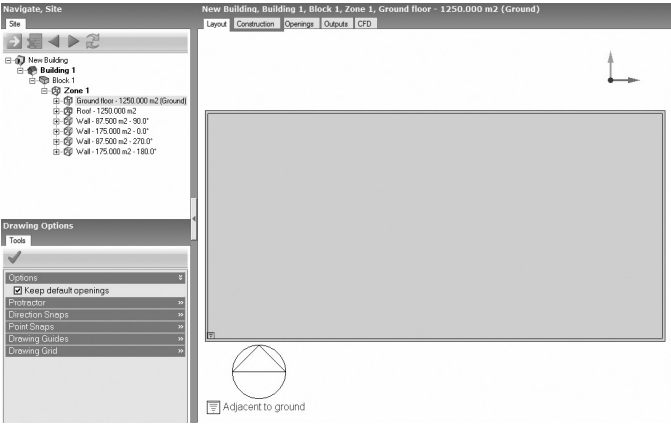 Navigate, Site
Site
New Building
Building 1
Block 1
Zone 1
Ground floor - 1250.000 m2 (Ground)
Roof - 1250.000 m2
Wall - 87.500 m2 - 90.0°
Wall - 175.000 m2 - 0.0°
Wall - 87.500 m2 - 270.0°
Wall - 175.000 m2 - 180.0°
Drawing Options
Tools
Options
Keep default openings
Protractor
Direction Snaps
Point Snaps
Drawing Guides
Drawing Grid
New Building, Building 1, Block 1, Zone 1, Ground floor - 1250.000 m2 (Ground)
Layout Construction Openings Outputs CFD
Adjacent to ground